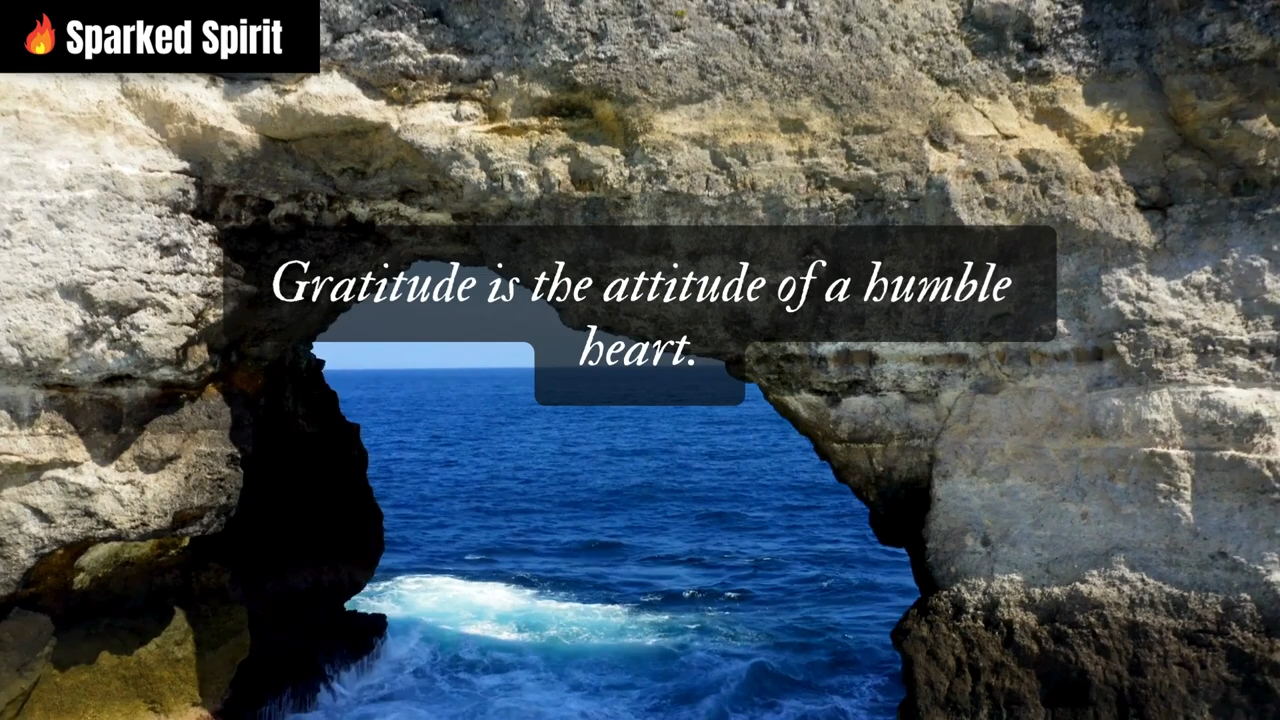 🔥 Sparked Spirit
Gratitude is the attitude of a humble
heart.